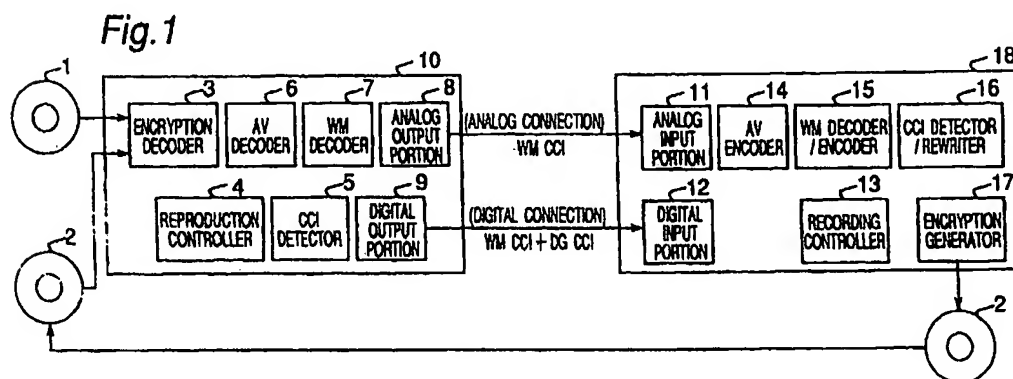 Fig.1
10
18
1
3
6
7
8
ENCRYPTION
DECODER
AV
DECODER
WM
DECODER
ANALOG
OUTPUT
PORTION
(ANALOG CONNECTION)
WM CCI
11
14
15
16
ANALOG
INPUT
PORTION
AV
ENCODER
WM DECODER
/ENCODER
CCI DETECTOR
/REWRITER
4
5
9
REPRODUCTION
CONTROLLER
CCI
DETECTOR
DIGITAL
OUTPUT
PORTION
(DIGITAL CONNECTION)
WM CCI + DG CCI
12
13
17
DIGITAL
INPUT
PORTION
RECORDING
CONTROLLER
ENCRYPTION
GENERATOR
2
2